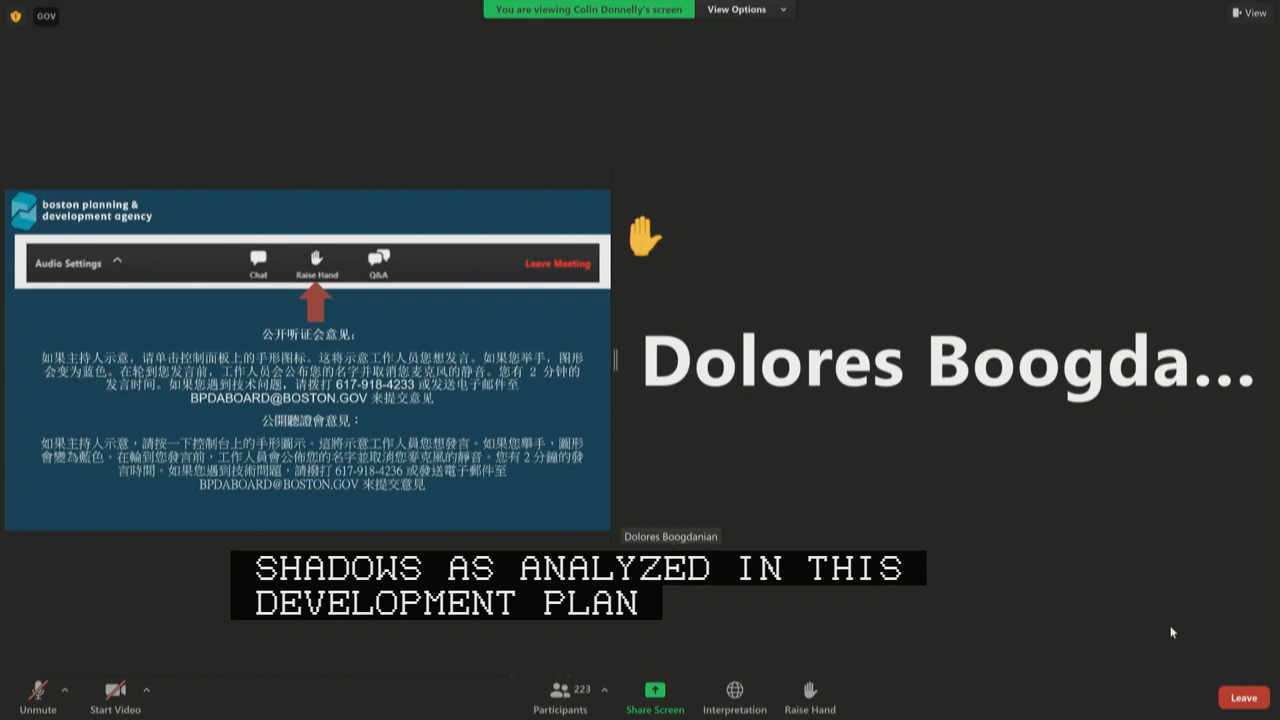 GOV
You are viewing Colin Donnelly's screen
View Options
View
boston planning &
development agency
Audio Settings
Chat
Raise Hand
Q&A
Leave Meeting
公开听证会意见：
如果主持人示意，请单击控制面板上的手形图标。这将示意工作人员您想发言。如果您举手，图形
会变为蓝色。在轮到您发言前，工作人员会公布您的名字并取消您麦克风的静音。您有 2 分钟的
发言时间。如果您遇到技术问题，请拨打 617-918-4233 或发送电子邮件至
BPDABOARD@BOSTON.GOV 来提交意见
公開聽證會意見：
如果主持人示意，請按一下控制台上的手形圖示。這將示意工作人員您想發言。如果您舉手，圖形
會變為藍色。在輪到您發言前，工作人員會公佈您的名字並取消您麥克風的靜音。您有 2 分鐘的發
言時間。如果您遇到技術問題，請撥打 617-918-4236 或發送電子郵件至
BPDABOARD@BOSTON.GOV 來提交意見
Dolores Boogda...
Dolores Boogdanian
SHADOWS AS ANALYZED IN THIS
DEVELOPMENT PLAN
Unmute
Start Video
223
Participants
Share Screen
Interpretation
Raise Hand
Leave